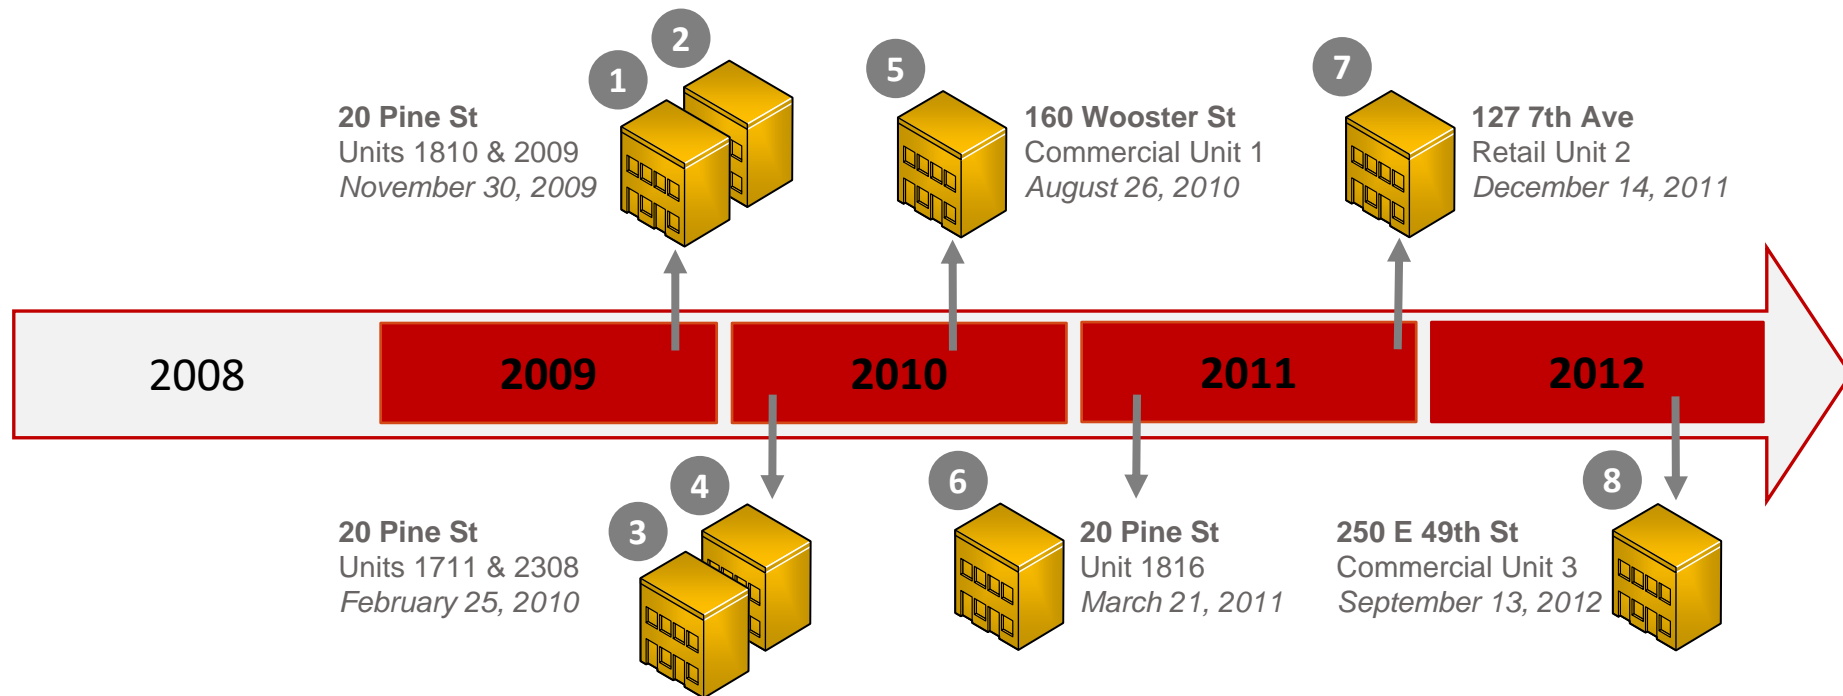 1
2
20 Pine St
Units 1810 & 2009
November 30, 2009
5
160 Wooster St
Commercial Unit 1
August 26, 2010
7
127 7th Ave
Retail Unit 2
December 14, 2011
2008
2009
2010
2011
2012
3
4
20 Pine St
Units 1711 & 2308
February 25, 2010
6
20 Pine St
Unit 1816
March 21, 2011
8
250 E 49th St
Commercial Unit 3
September 13, 2012